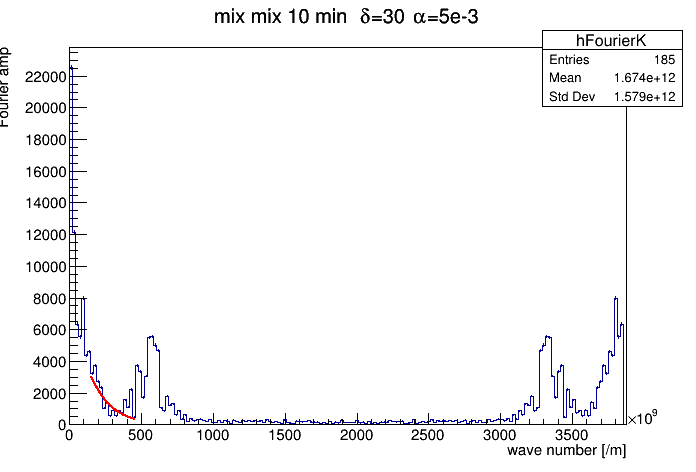 mix mix 10 min δ=30 α=5e-3
hFourierK
Entries 185
Mean 1.674e+12
Std Dev 1.579e+12
Fourier amp
22000
20000
18000
16000
14000
12000
10000
8000
6000
4000
2000
0
0 500 1000 1500 2000 2500 3000 3500
×10⁹
wave number [/m]